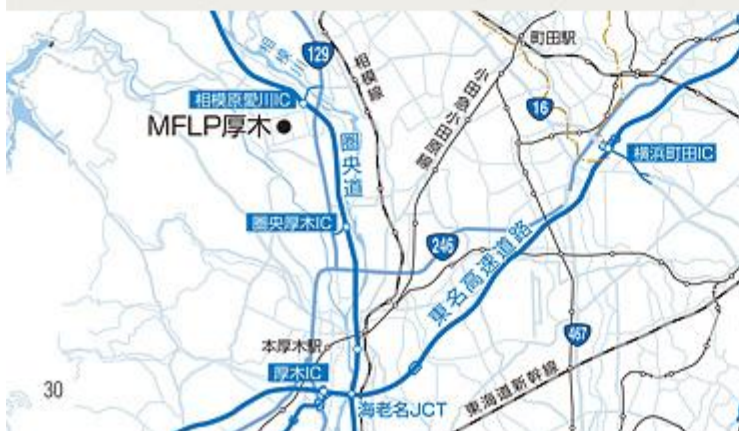 129
相模線
町田駅
小田急小田原線
16
相模原愛川IC
MFLP厚木
圏央道
横浜町田IC
圏央厚木IC
246
東名高速道路
467
本厚木駅
厚木IC
30
海老名JCT
東海道新幹線